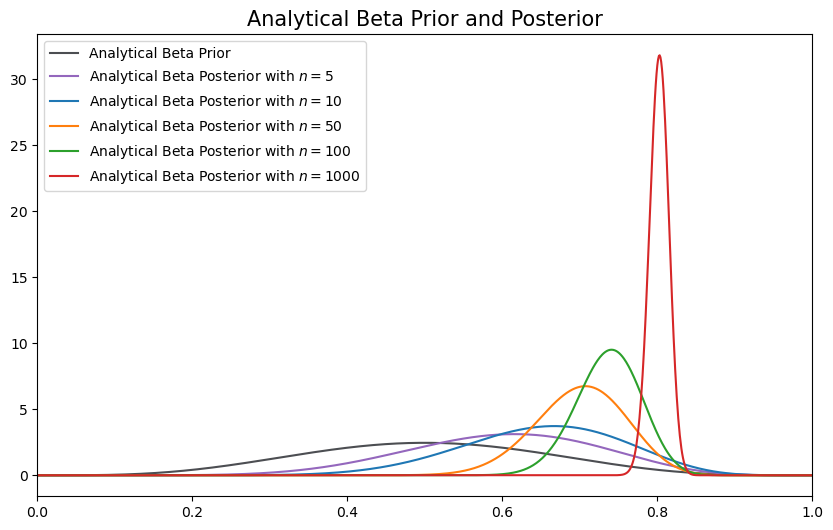 Analytical Beta Prior and Posterior
Analytical Beta Prior
Analytical Beta Posterior with n = 5
Analytical Beta Posterior with n = 10
Analytical Beta Posterior with n = 50
Analytical Beta Posterior with n = 100
Analytical Beta Posterior with n = 1000
30
25
20
15
10
5
0
0.0 0.2 0.4 0.6 0.8 1.0